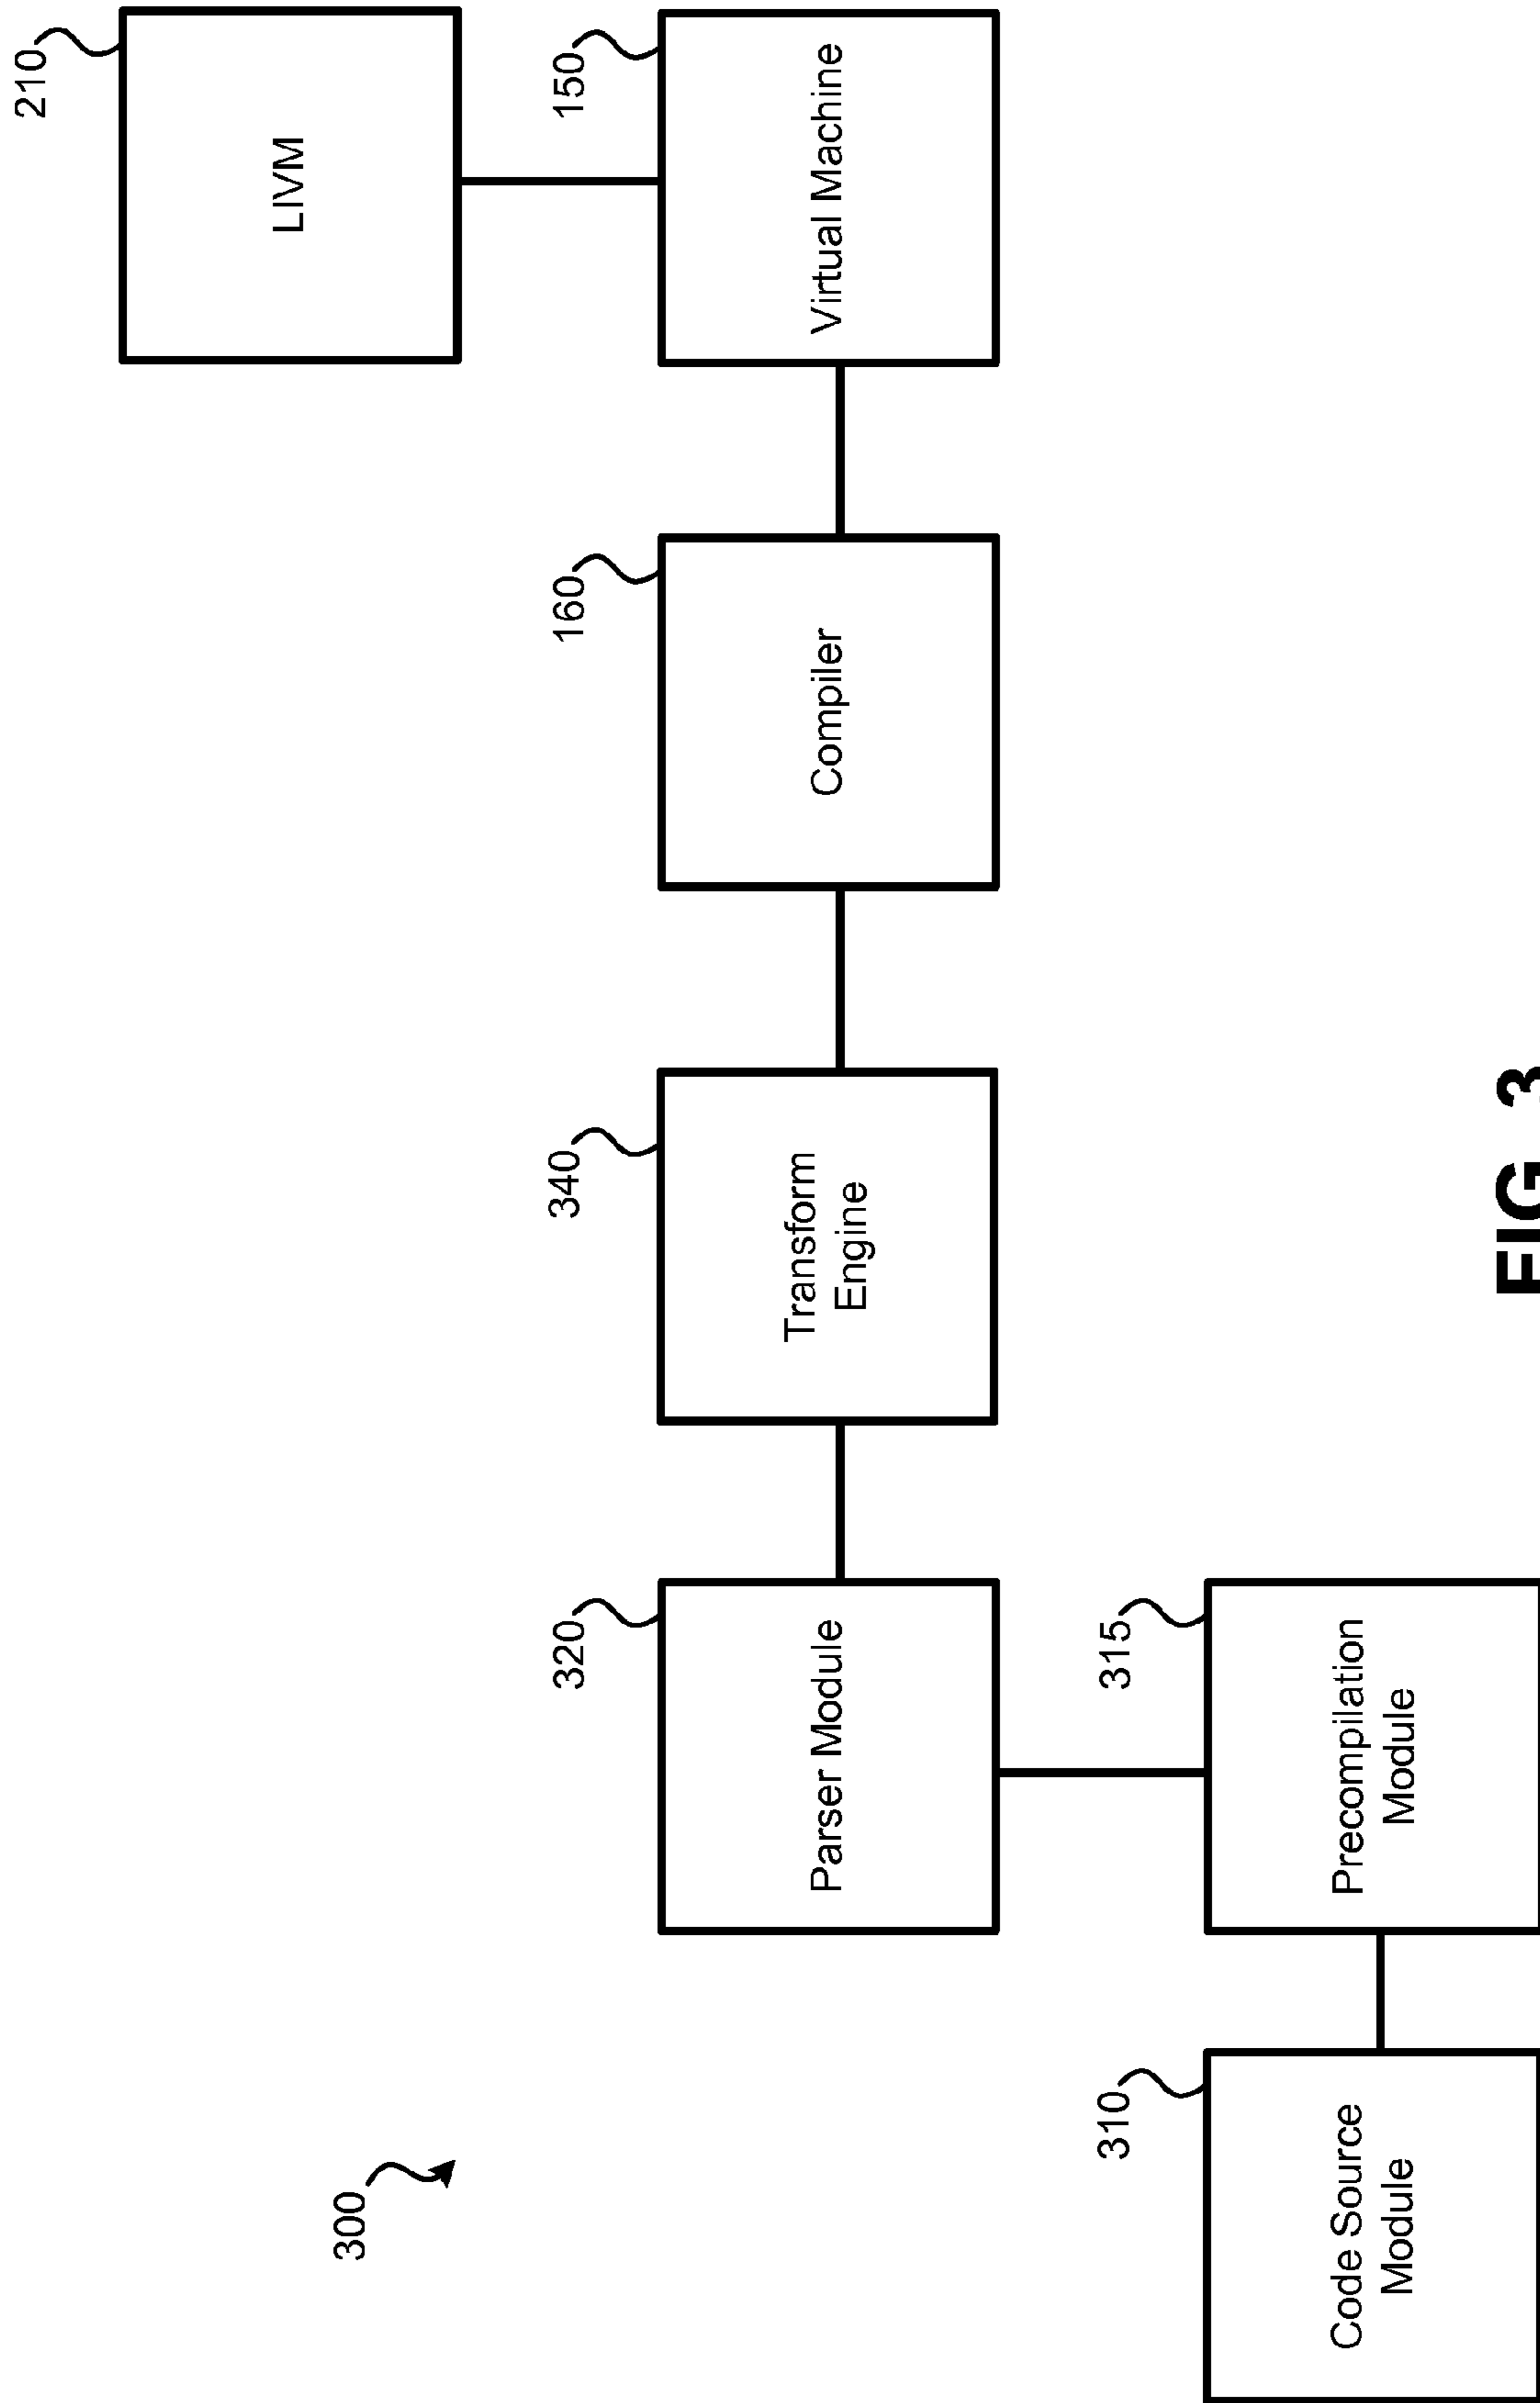 210
LIVM
300
320
Parser Module
340
Transform
Engine
160
Compiler
150
Virtual Machine
310
Code Source
Module
315
Precompilation
Module
FIG. 3